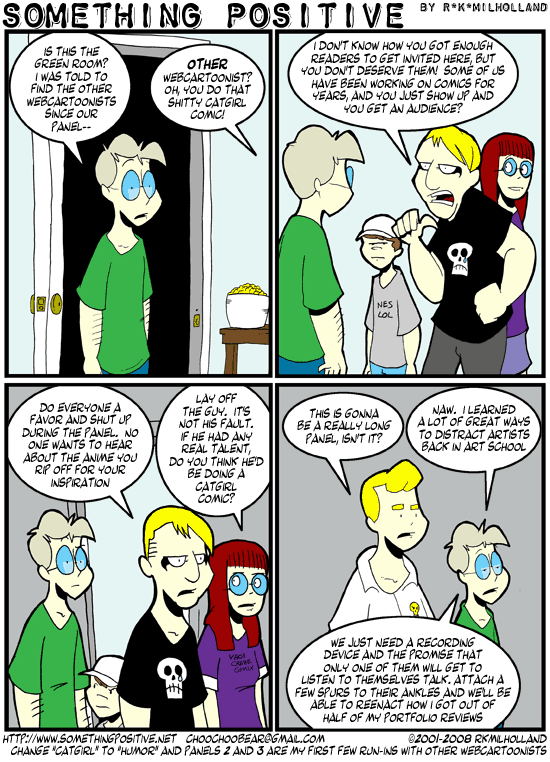 SOMETHING POSITIVE BY R*K*MILHOLLAND
IS THIS THE
GREEN ROOM?
I WAS TOLD TO
FIND THE OTHER
WEBCARTOONISTS
SINCE OUR
PANEL--
OTHER
WEBCARTOONIST?
OH, YOU DO THAT
SHITTY CATGIRL
COMIC!
I DON'T KNOW HOW YOU GOT ENOUGH
READERS TO GET INVITED HERE, BUT
YOU DON'T DESERVE THEM! SOME OF US
HAVE BEEN WORKING ON COMICS FOR
YEARS, AND YOU JUST SHOW UP AND
YOU GET AN AUDIENCE?
NES
LOL
DO EVERYONE A
FAVOR AND SHUT UP
DURING THE PANEL. NO
ONE WANTS TO HEAR
ABOUT THE ANIME YOU
RIP OFF FOR YOUR
INSPIRATION
LAY OFF
THE GUY. IT'S
NOT HIS FAULT.
IF HE HAD ANY
REAL TALENT,
DO YOU THINK HE'D
BE DOING A
CATGIRL
COMIC?
COMIX
THIS IS GONNA
BE A REALLY LONG
PANEL, ISN'T IT?
NAW. I LEARNED
A LOT OF GREAT WAYS
TO DISTRACT ARTISTS
BACK IN ART SCHOOL
WE JUST NEED A RECORDING
DEVICE AND THE PROMISE THAT
ONLY ONE OF THEM WILL GET TO
LISTEN TO THEMSELVES TALK. ATTACH A
FEW SPURS TO THEIR ANKLES AND WE'LL BE
ABLE TO REENACT HOW I GOT OUT OF
HALF OF MY PORTFOLIO REVIEWS
HTTP://WWW.SOMETHINGPOSITIVE.NET CHOOCHOOBEAR@GMAIL.COM ©2001-2008 RKMILHOLLAND
CHANGE "CATGIRL" TO "HUMOR" AND PANELS 2 AND 3 ARE MY FIRST FEW RUN-INS WITH OTHER WEBCARTOONISTS